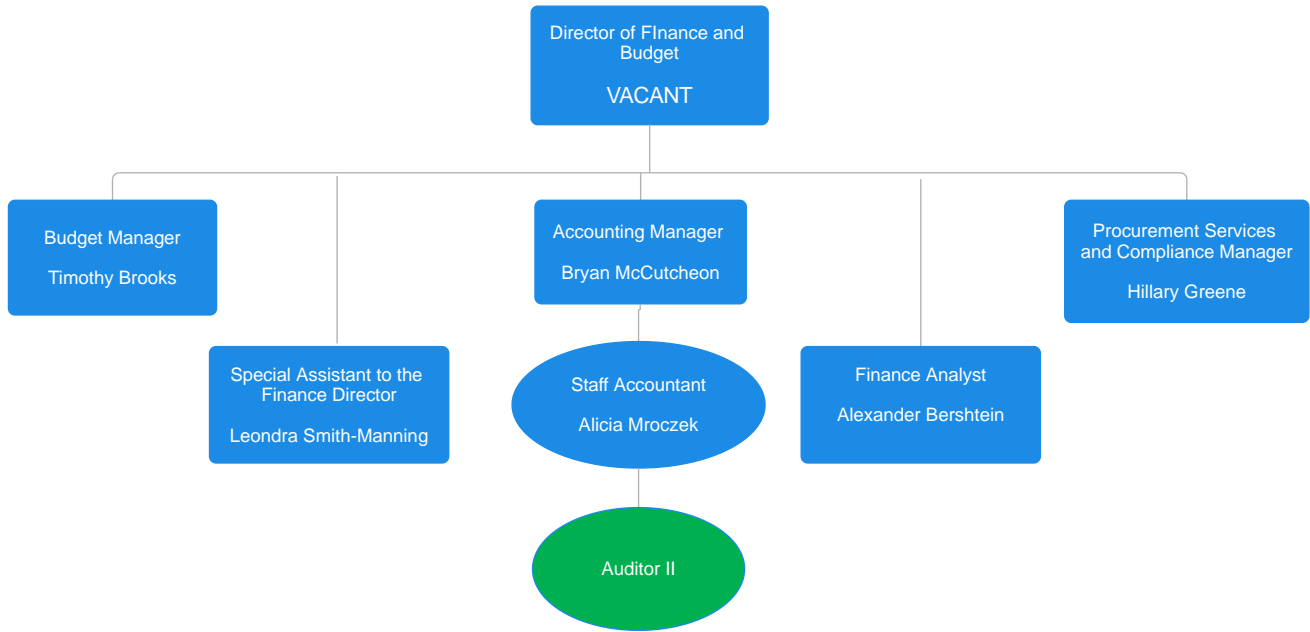 Director of FInance and
Budget
VACANT
Budget Manager
Timothy Brooks
Accounting Manager
Bryan McCutcheon
Procurement Services
and Compliance Manager
Hillary Greene
Special Assistant to the
Finance Director
Leondra Smith-Manning
Staff Accountant
Alicia Mroczek
Finance Analyst
Alexander Bershtein
Auditor II